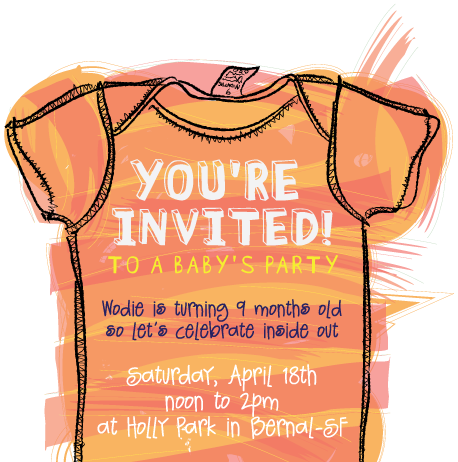 YOU'RE
INVITED!
TO A BABY'S PARTY
Wodie is turning 9 months old
so let's celebrate inside out
Saturday, April 18th
noon to 2pm
at Holly Park in Bernal-SF